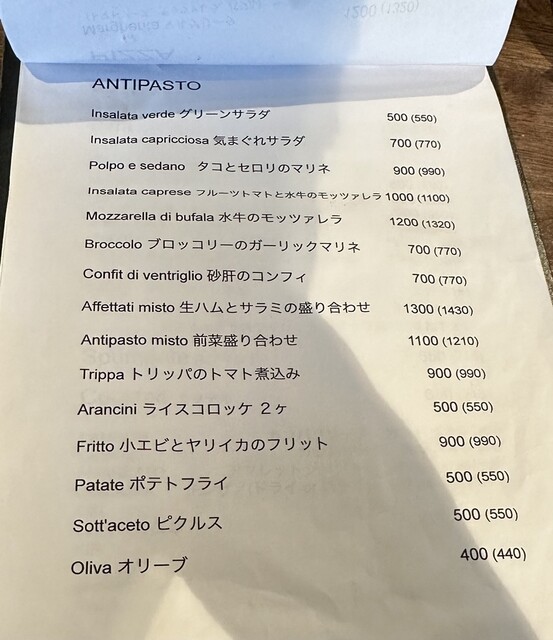 1200 (1320)
ANTIPASTO
Insalata verde グリーンサラダ 500 (550)
Insalata capricciosa 気まぐれサラダ 700 (770)
Polpo e sedano タコとセロリのマリネ 900 (990)
Insalata caprese フルーツトマトと水牛のモッツァレラ 1000 (1100)
Mozzarella di bufala 水牛のモッツァレラ 1200 (1320)
Broccolo ブロッコリーのガーリックマリネ 700 (770)
Confit di ventriglio 砂肝のコンフィ 700 (770)
Affettati misto 生ハムとサラミの盛り合わせ 1300 (1430)
Antipasto misto 前菜盛り合わせ 1100 (1210)
Trippa トリッパのトマト煮込み 900 (990)
Arancini ライスコロッケ 2ヶ 500 (550)
Fritto 小エビとヤリイカのフリット 900 (990)
Patate ポテトフライ 500 (550)
Sott'aceto ピクルス 500 (550)
Oliva オリーブ 400 (440)